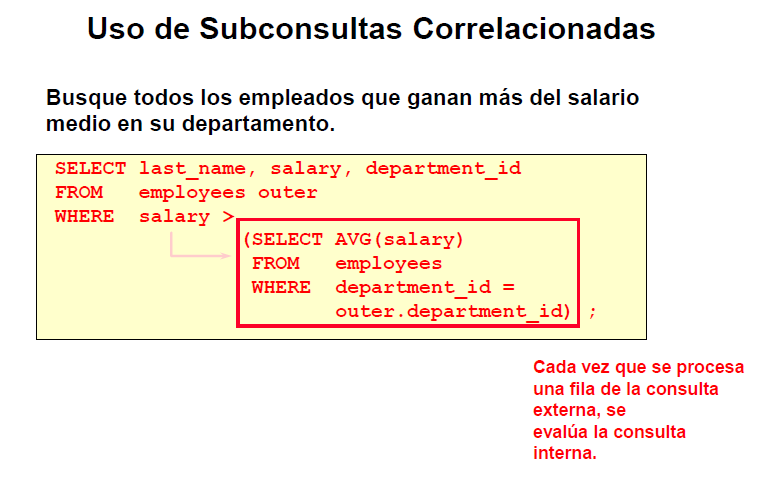 Uso de Subconsultas Correlacionadas
Busque todos los empleados que ganan más del salario
medio en su departamento.
SELECT last_name, salary, department_id
FROM employees outer
WHERE salary >
(SELECT AVG(salary)
FROM employees
WHERE department_id =
outer.department_id) ;
Cada vez que se procesa
una fila de la consulta
externa, se
evalúa la consulta
interna.